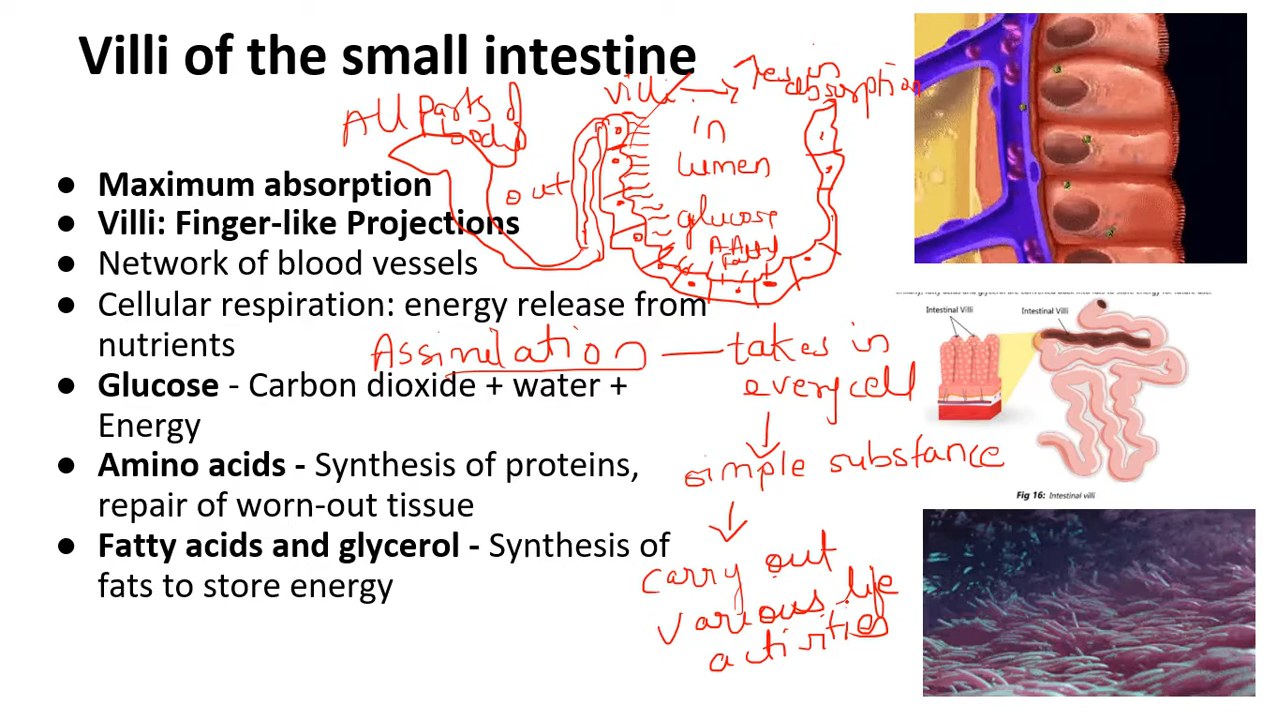 Villi of the small intestine
villi → helps in
absorption
All parts of
body
in
lumen
out
glucose
A.A
Fatty
● Maximum absorption
● Villi: Finger-like Projections
● Network of blood vessels
● Cellular respiration: energy release from
nutrients
● Glucose - Carbon dioxide + water +
Energy
● Amino acids - Synthesis of proteins,
repair of worn-out tissue
● Fatty acids and glycerol - Synthesis of
fats to store energy
Assimilation — takes in
every cell
simple substance
carry out
various life
activities
Intestinal Villi
Intestinal Villi
Fig 16: Intestinal villi